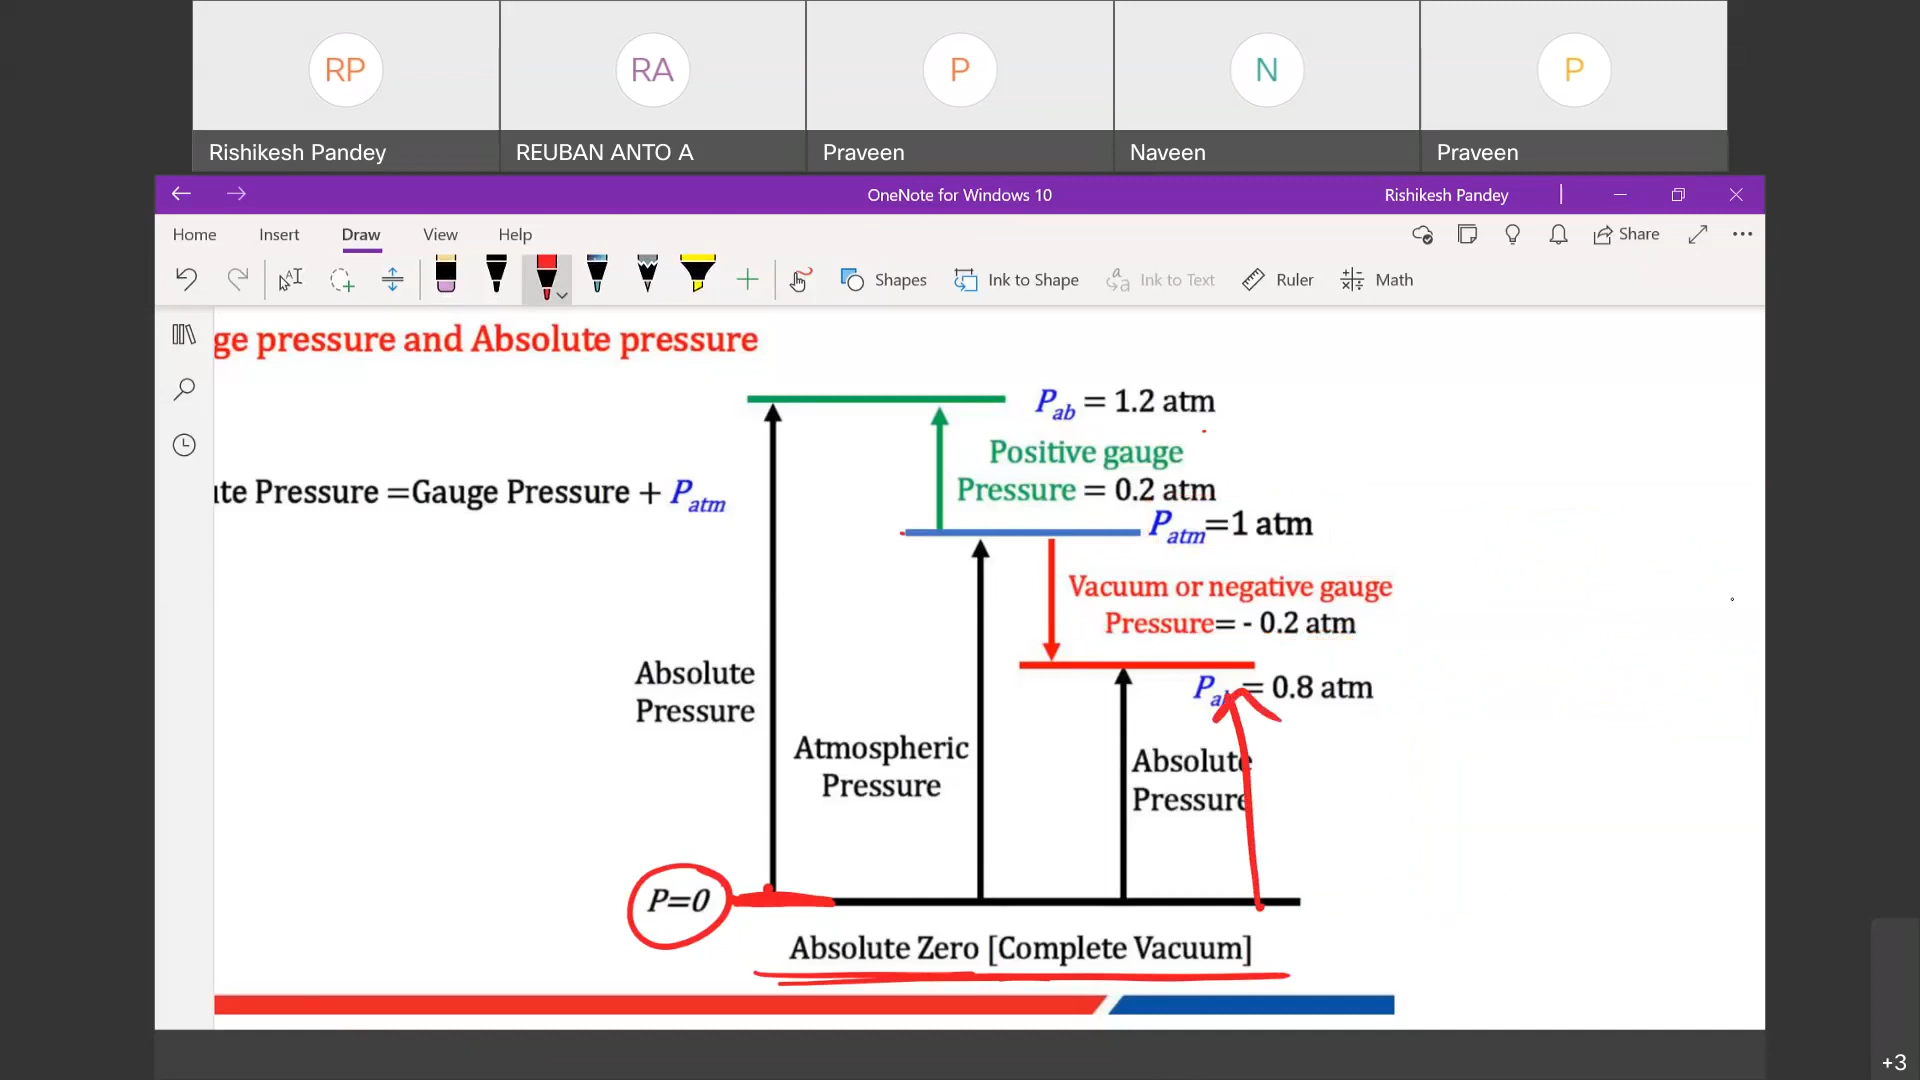 RP
RA
P
N
P
Rishikesh Pandey
REUBAN ANTO A
Praveen
Naveen
Praveen
OneNote for Windows 10
Rishikesh Pandey
Home
Insert
Draw
View
Help
Share
Shapes
Ink to Shape
Ink to Text
Ruler
Math
ge pressure and Absolute pressure
Pab = 1.2 atm
Positive gauge
Pressure = 0.2 atm
te Pressure =Gauge Pressure + Patm
Patm=1 atm
Vacuum or negative gauge
Pressure= - 0.2 atm
Pab = 0.8 atm
Absolute
Pressure
Atmospheric
Pressure
Absolute
Pressure
P=0
Absolute Zero [Complete Vacuum]
+3